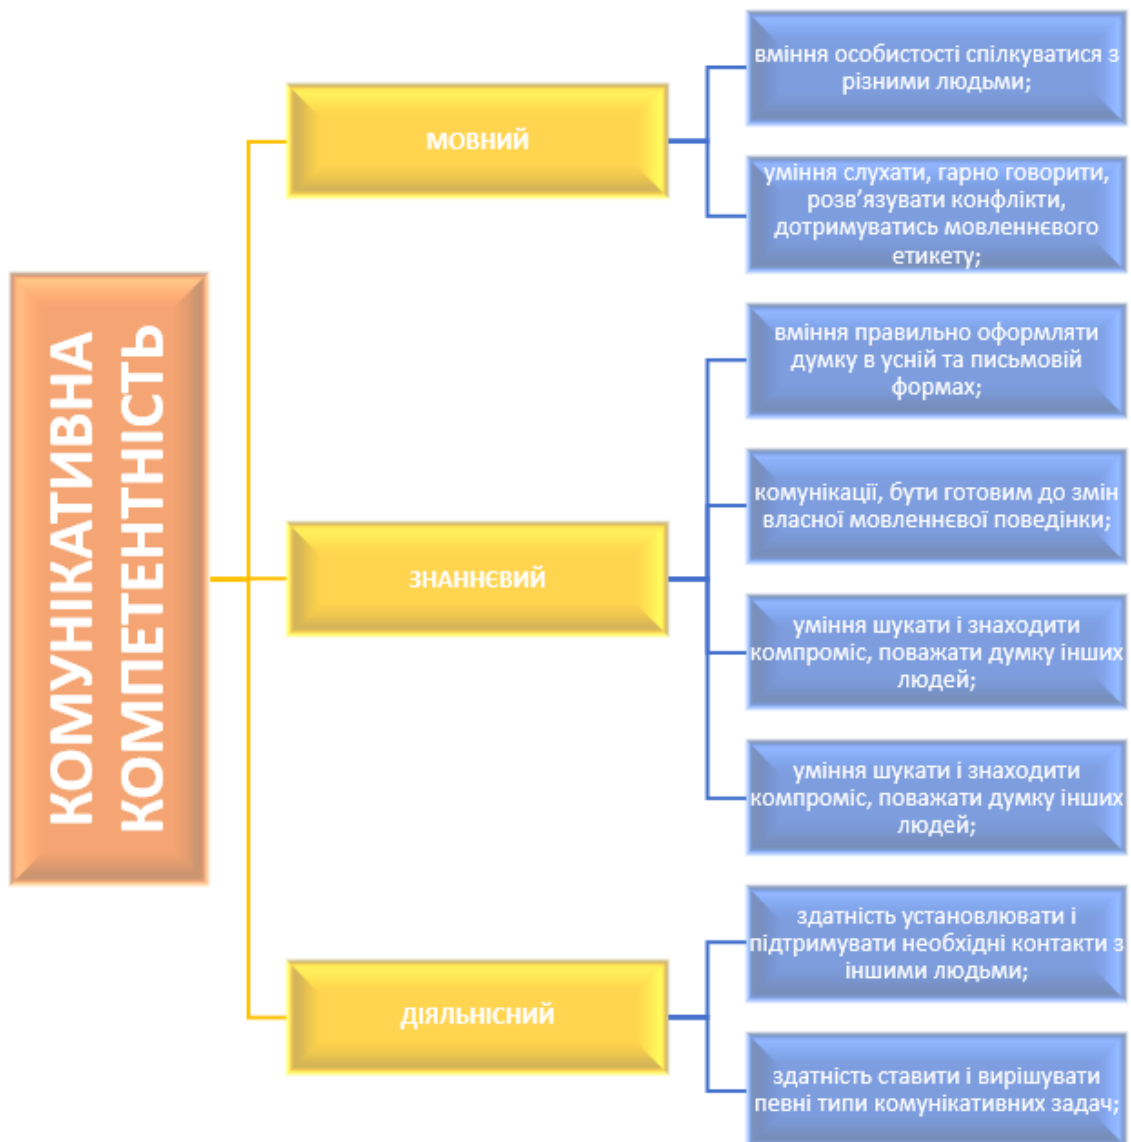 КОМУНІКАТИВНА
КОМПЕТЕНТНІСТЬ
МОВНИЙ
вміння особистості спілкуватися з
різними людьми;
уміння слухати, гарно говорити,
розв’язувати конфлікти,
дотримуватись мовленнєвого
етикету;
ЗНАННЄВИЙ
вміння правильно оформляти
думку в усній та письмовій
формах;
комунікації, бути готовим до змін
власної мовленнєвої поведінки;
уміння шукати і знаходити
компроміс, поважати думку інших
людей;
уміння шукати і знаходити
компроміс, поважати думку інших
людей;
ДІЯЛЬНІСНИЙ
здатність установлювати і
підтримувати необхідні контакти з
іншими людьми;
здатність ставити і вирішувати
певні типи комунікативних задач;